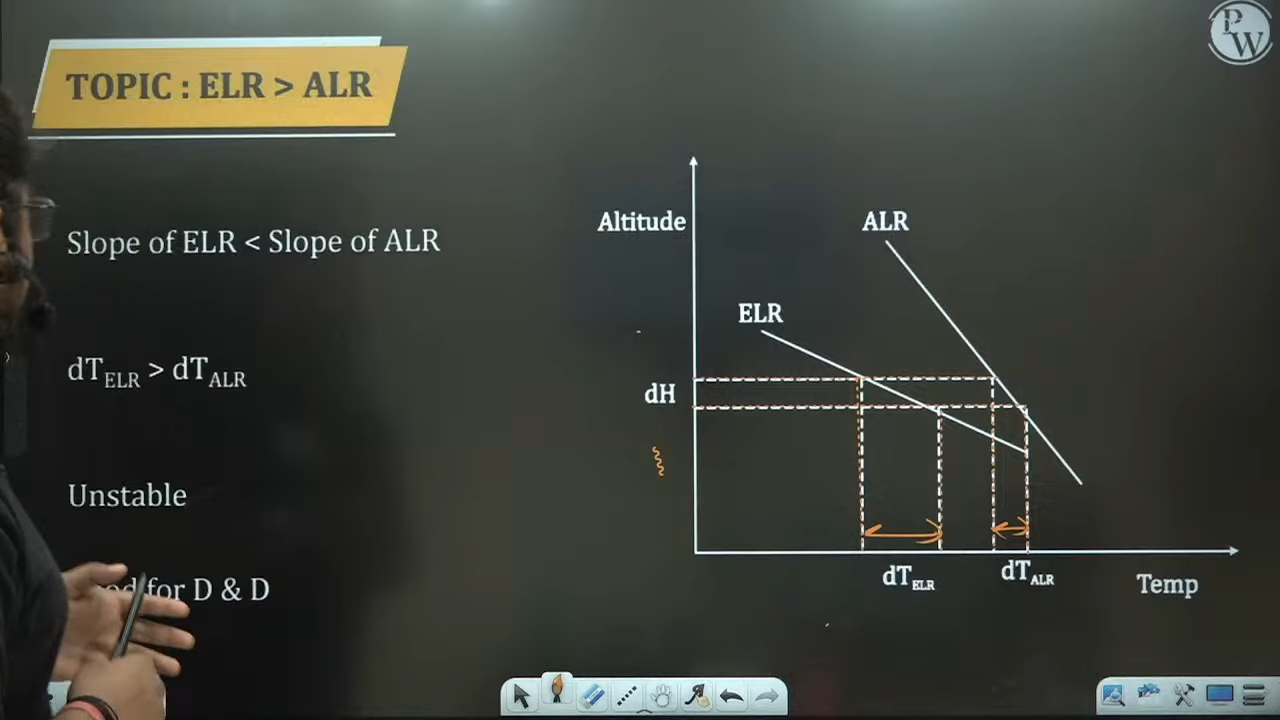 PW
TOPIC : ELR > ALR
Slope of ELR < Slope of ALR
dT_ELR > dT_ALR
Unstable
for D & D
Altitude
ALR
ELR
dH
dT_ELR
dT_ALR
Temp